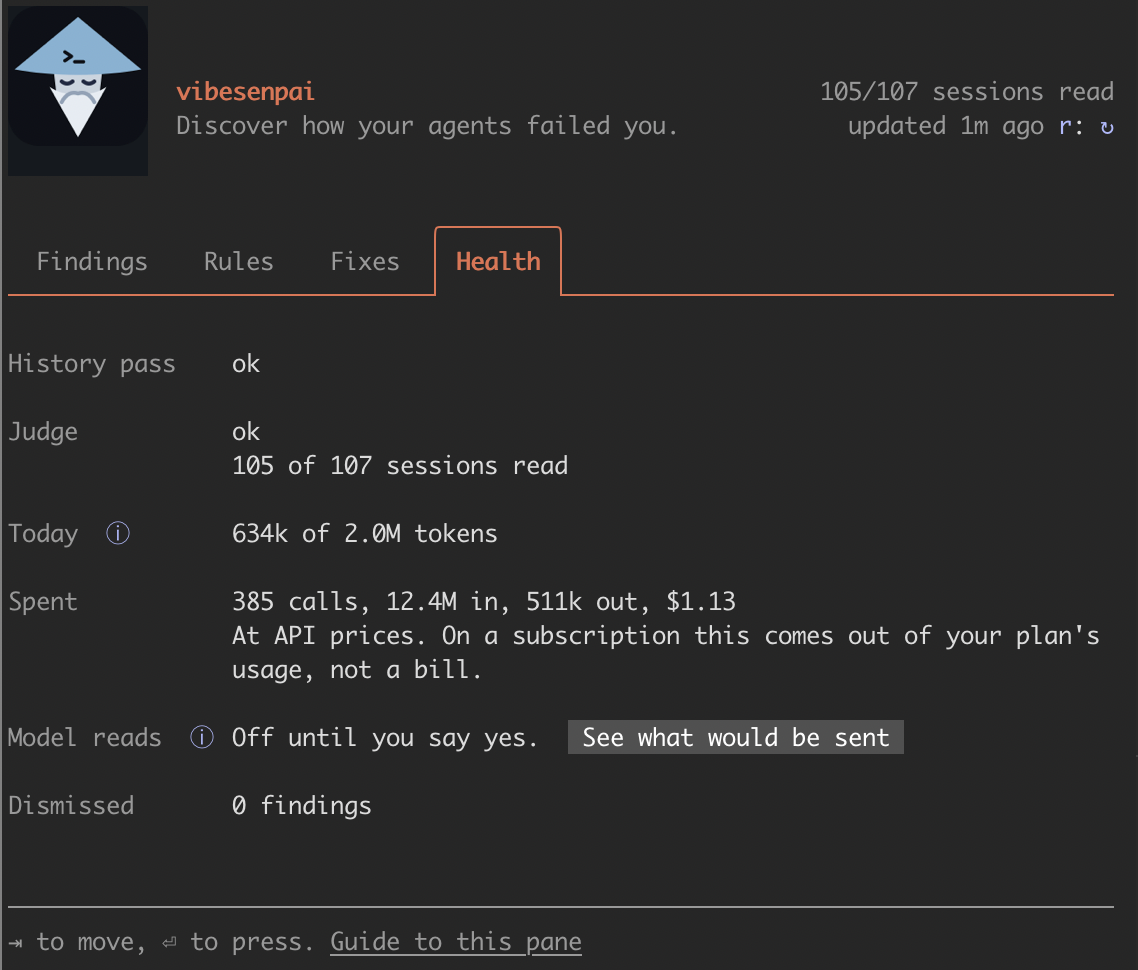 >_
vibesenpai
105/107 sessions read
Discover how your agents failed you.
updated 1m ago r: ↻
Findings Rules Fixes Health
History pass ok
Judge ok
105 of 107 sessions read
Today ⓘ 634k of 2.0M tokens
Spent 385 calls, 12.4M in, 511k out, $1.13
At API prices. On a subscription this comes out of your plan's
usage, not a bill.
Model reads ⓘ Off until you say yes. See what would be sent
Dismissed 0 findings
⇥ to move, ⏎ to press. Guide to this pane